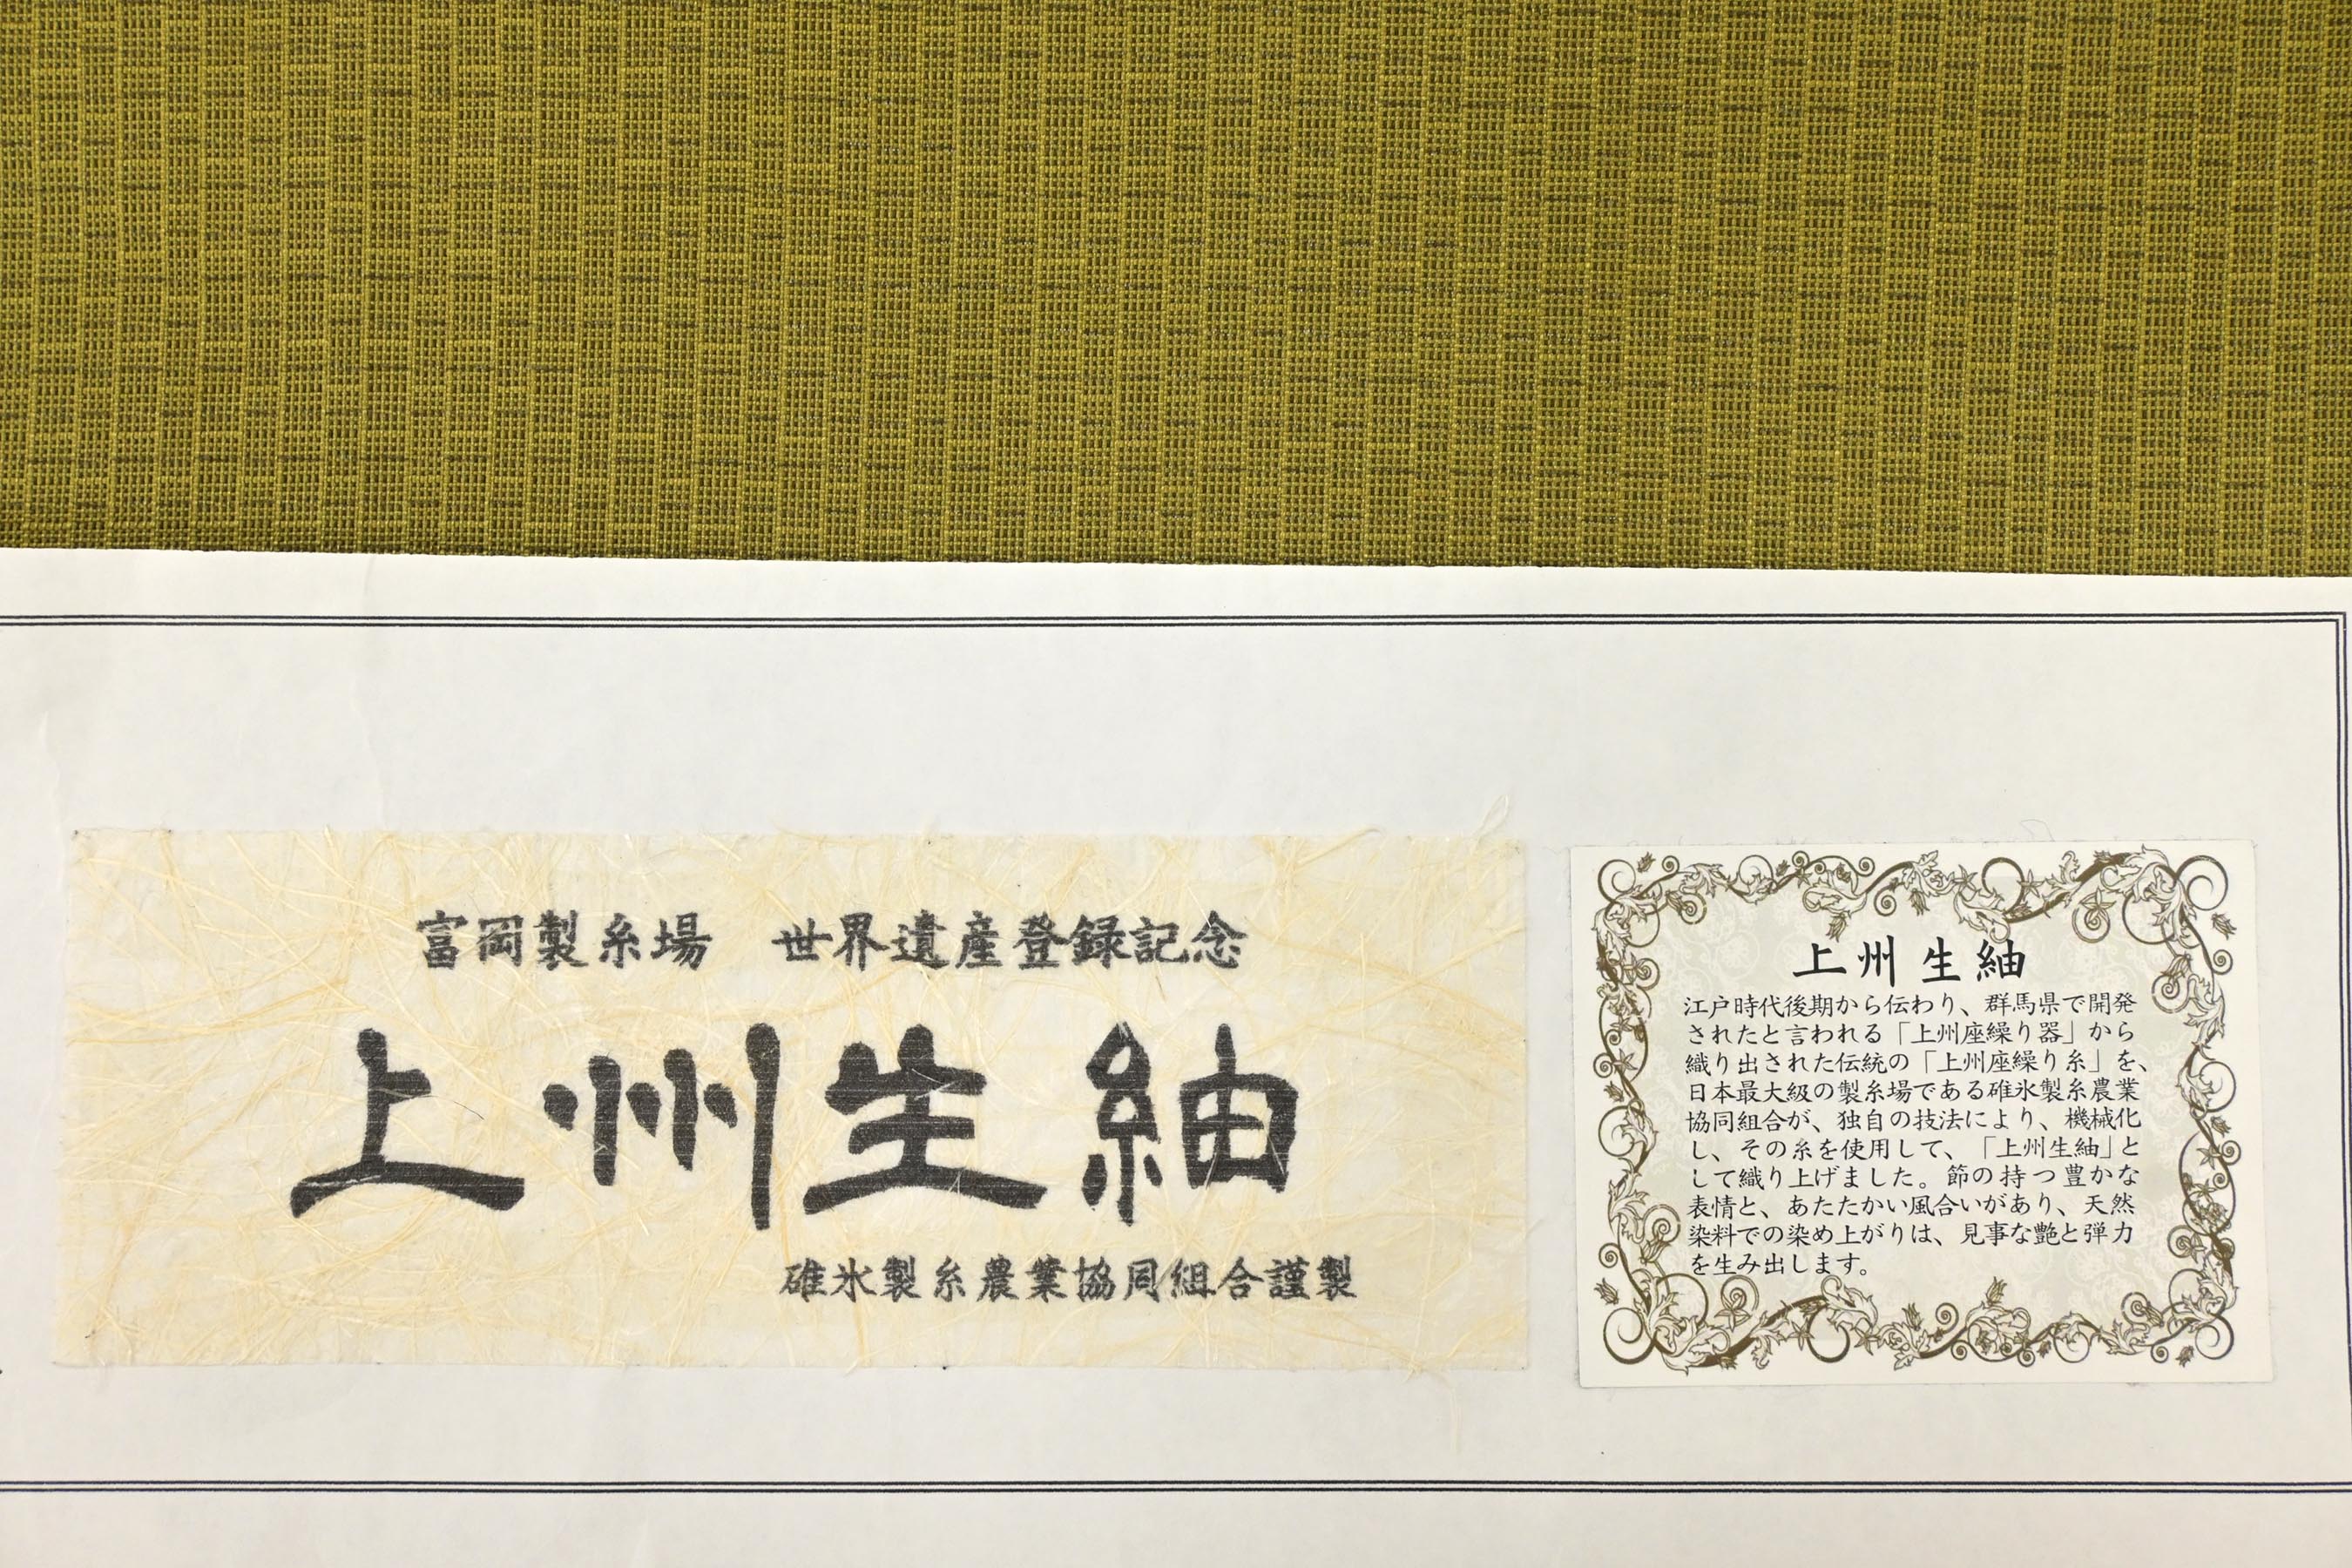 富岡製糸場　世界遺産登録記念
上州生紬
碓氷製糸農業協同組合謹製
上州生紬
江戸時代後期から伝わり、群馬県で開発
されたと言われる「上州座繰り器」から
織り出された伝統の「上州座繰り糸」を、
日本最大級の製糸場である碓氷製糸農業
協同組合が、独自の技法により、機械化
し、その糸を使用して、「上州生紬」と
して織り上げました。節の持つ豊かな
表情と、あたたかい風合いがあり、天然
染料での染め上がりは、見事な艶と弾力
を生み出します。